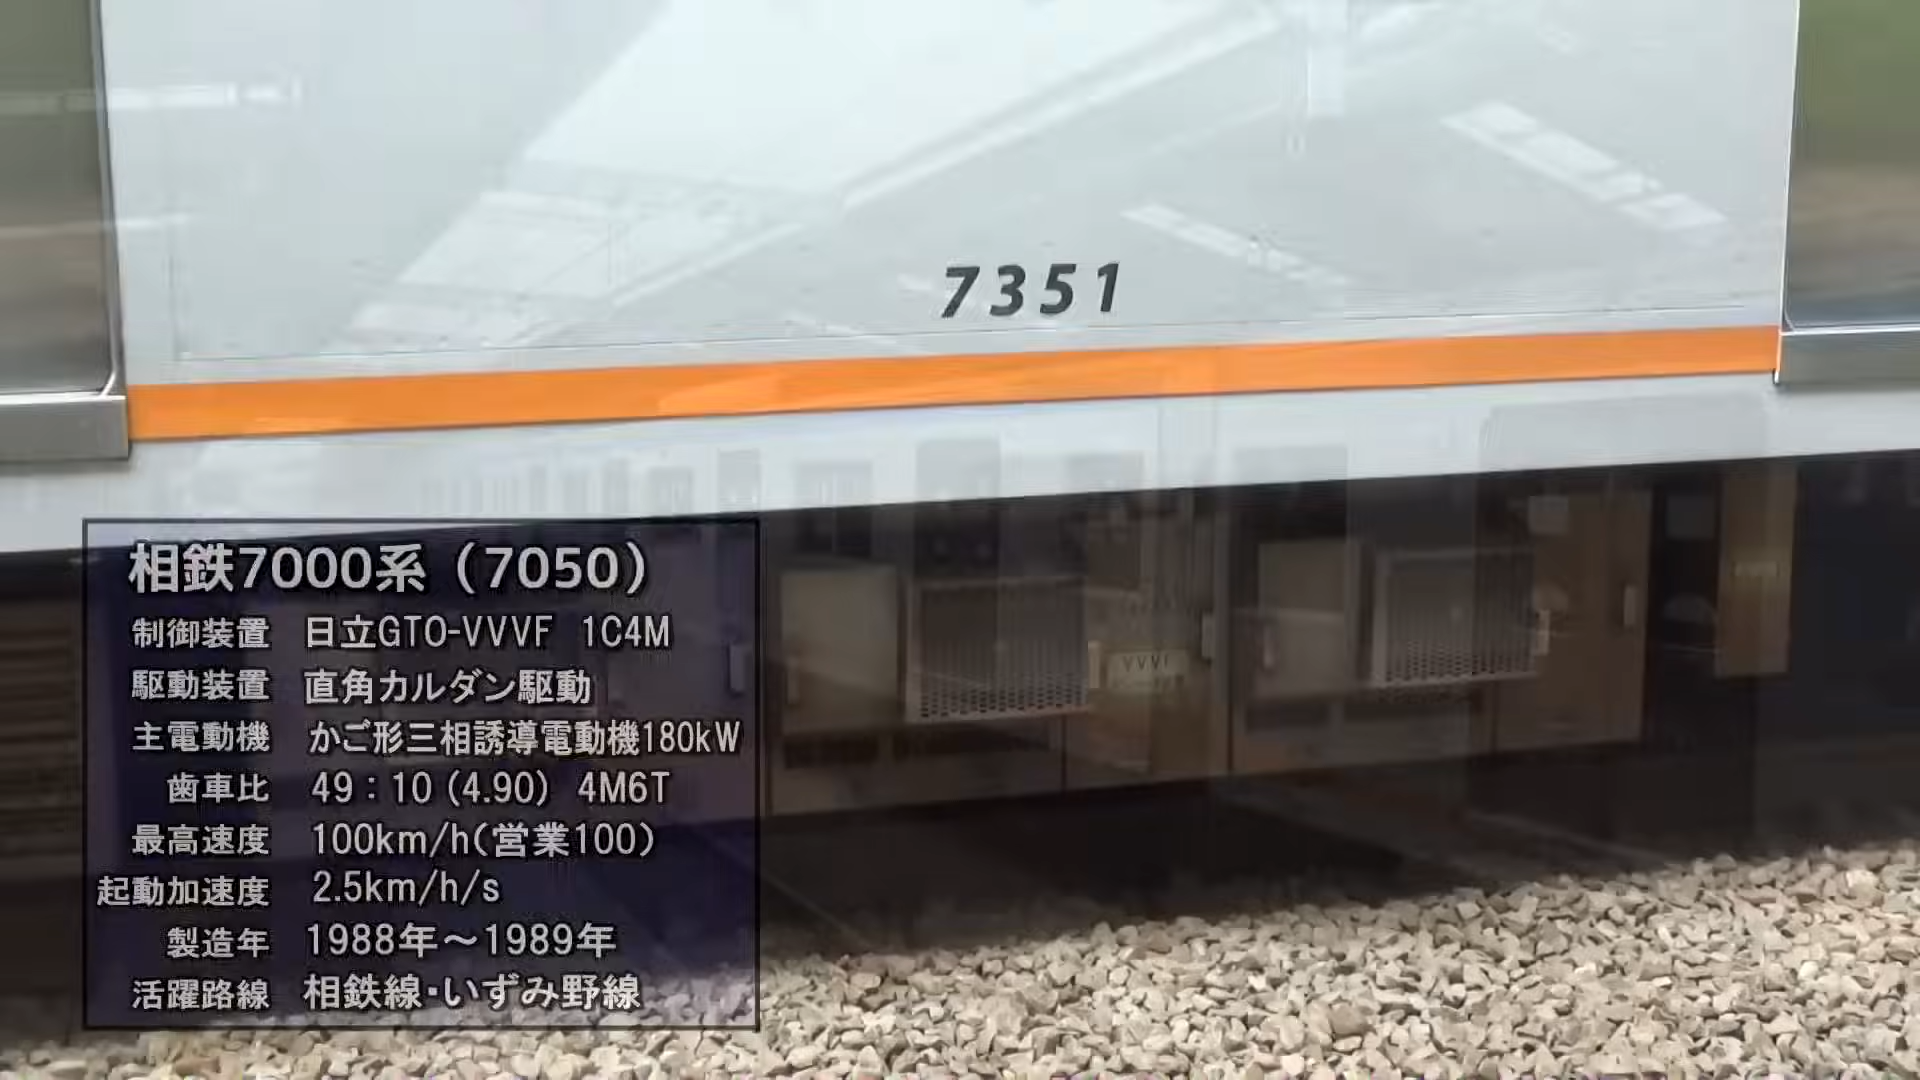 7351
相鉄7000系（7050）
制御装置 日立GTO-VVVF 1C4M
駆動装置 直角カルダン駆動
主電動機 かご形三相誘導電動機180kW
歯車比 49：10 (4.90) 4M6T
最高速度 100km/h(営業100)
起動加速度 2.5km/h/s
製造年 1988年～1989年
活躍路線 相鉄線・いずみ野線